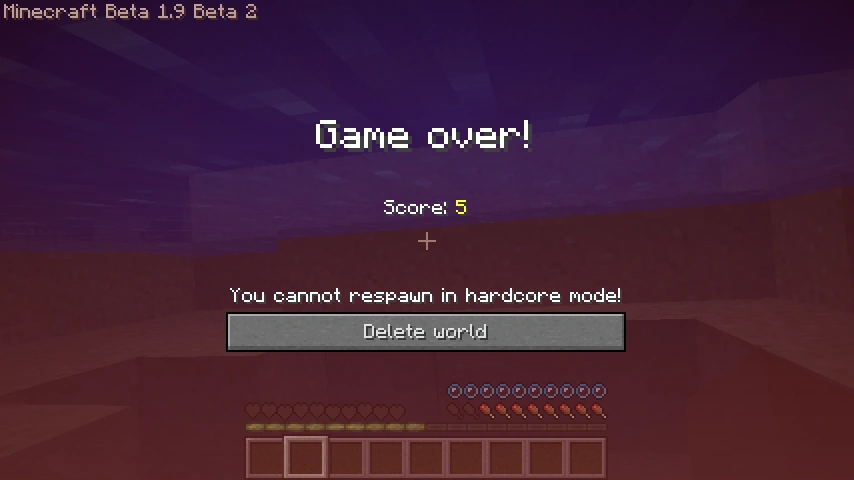 Minecraft Beta 1.9 Beta 2
Game over!
Score: 5
You cannot respawn in hardcore mode!
Delete world